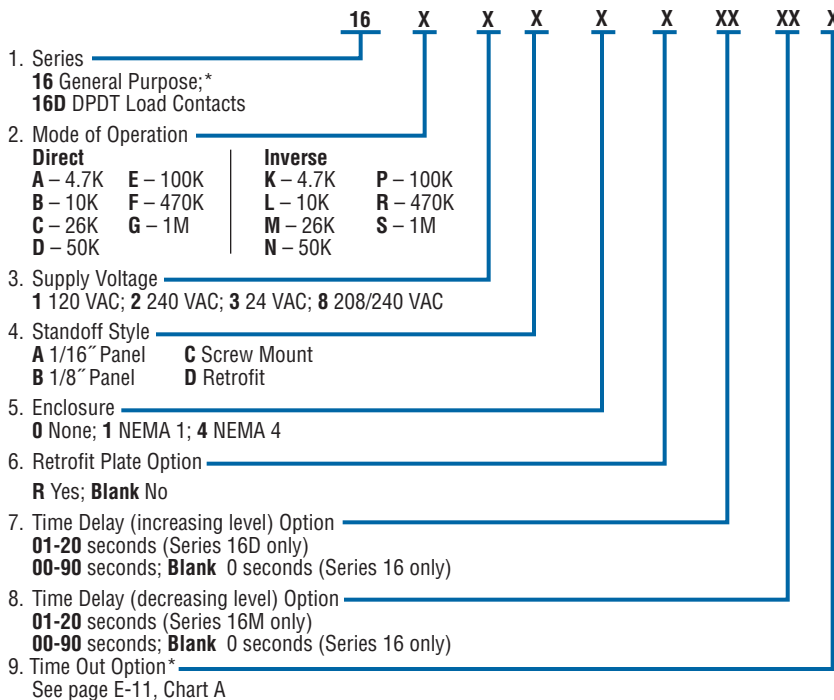 16 X X X X X XX XX X
1. Series
16 General Purpose;*
16D DPDT Load Contacts
2. Mode of Operation
Direct Inverse
A – 4.7K E – 100K K – 4.7K P – 100K
B – 10K F – 470K L – 10K R – 470K
C – 26K G – 1M M – 26K S – 1M
D – 50K N – 50K
3. Supply Voltage
1 120 VAC; 2 240 VAC; 3 24 VAC; 8 208/240 VAC
4. Standoff Style
A 1/16˝ Panel C Screw Mount
B 1/8˝ Panel D Retrofit
5. Enclosure
0 None; 1 NEMA 1; 4 NEMA 4
6. Retrofit Plate Option
R Yes; Blank No
7. Time Delay (increasing level) Option
01-20 seconds (Series 16D only)
00-90 seconds; Blank 0 seconds (Series 16 only)
8. Time Delay (decreasing level) Option
01-20 seconds (Series 16M only)
00-90 seconds; Blank 0 seconds (Series 16 only)
9. Time Out Option*
See page E-11, Chart A